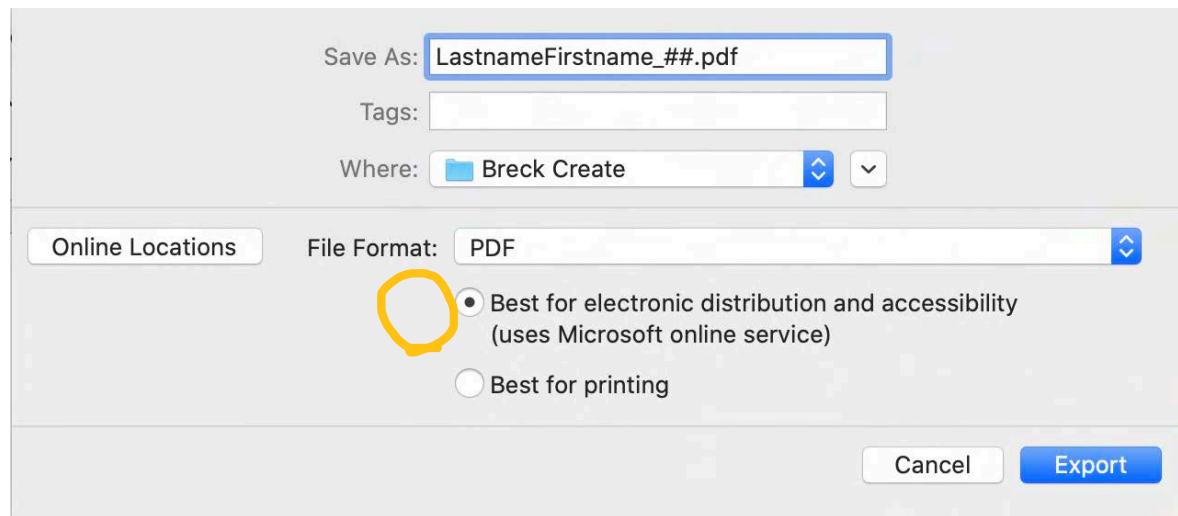 Save As: LastnameFirstname_##.pdf
Tags:
Where: Breck Create
Online Locations File Format: PDF
Best for electronic distribution and accessibility
(uses Microsoft online service)
Best for printing
Cancel Export